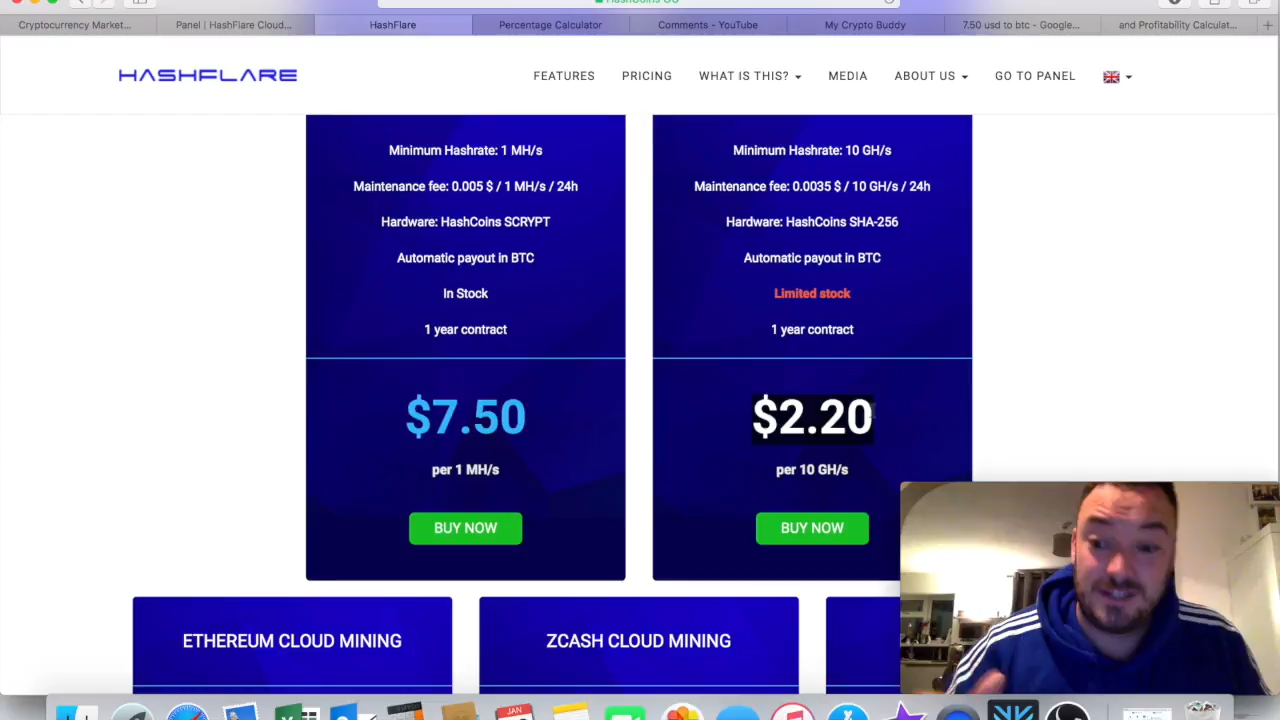 HashCoins OÜ
Cryptocurrency Market...
Panel | HashFlare Cloud...
HashFlare
Percentage Calculator
Comments - YouTube
My Crypto Buddy
7.50 usd to btc - Google...
and Profitability Calculat...
HASHFLARE
FEATURES
PRICING
WHAT IS THIS?
MEDIA
ABOUT US
GO TO PANEL
Minimum Hashrate: 1 MH/s
Maintenance fee: 0.005 $ / 1 MH/s / 24h
Hardware: HashCoins SCRYPT
Automatic payout in BTC
In Stock
1 year contract
$7.50
per 1 MH/s
BUY NOW
Minimum Hashrate: 10 GH/s
Maintenance fee: 0.0035 $ / 10 GH/s / 24h
Hardware: HashCoins SHA-256
Automatic payout in BTC
Limited stock
1 year contract
$2.20
per 10 GH/s
BUY NOW
ETHEREUM CLOUD MINING
ZCASH CLOUD MINING
JAN